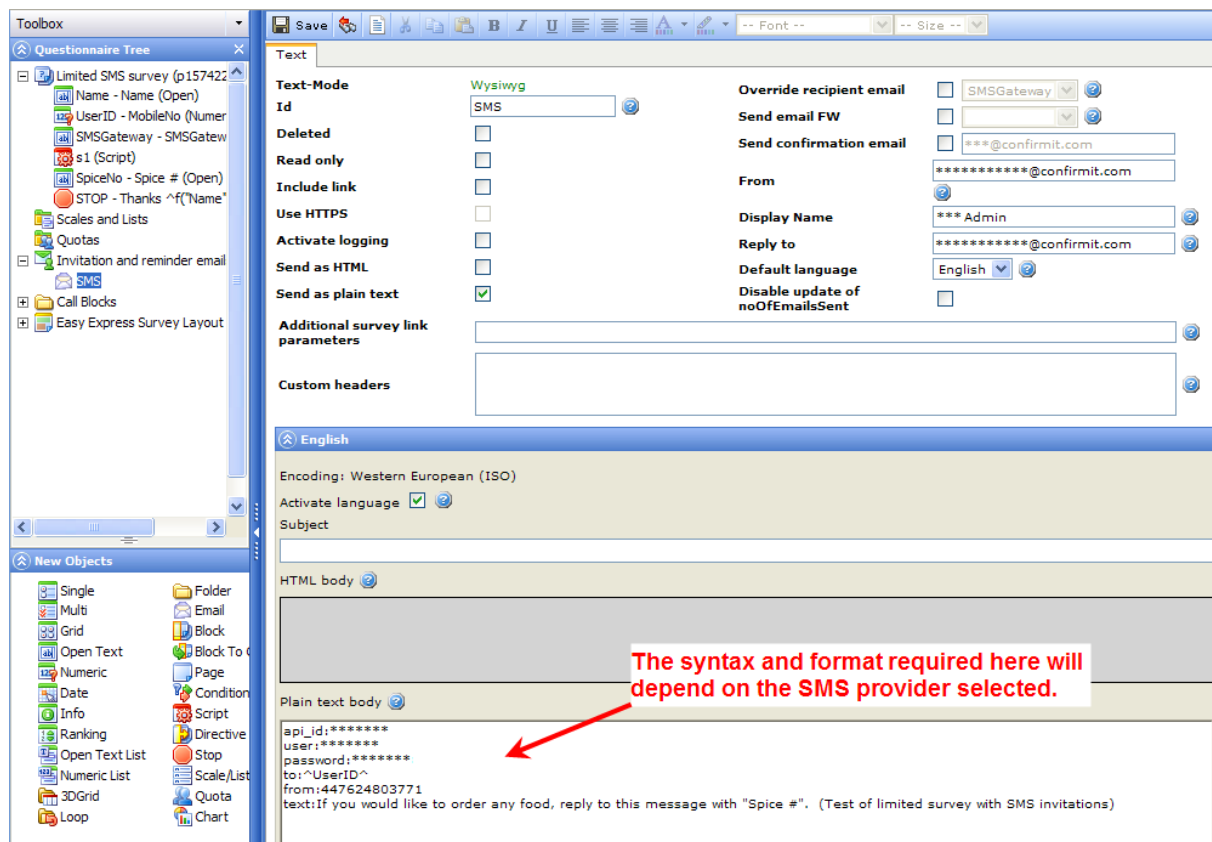 Toolbox
Questionnaire Tree
Limited SMS survey (p157422
Name - Name (Open)
UserID - MobileNo (Numer
SMSGateway - SMSGatew
s1 (Script)
SpiceNo - Spice # (Open)
STOP - Thanks ^f("Name"
Scales and Lists
Quotas
Invitation and reminder email
SMS
Call Blocks
Easy Express Survey Layout
New Objects
Single Folder
Multi Email
Grid Block
Open Text Block To
Numeric Page
Date Condition
Info Script
Ranking Directive
Open Text List Stop
Numeric List Scale/List
3DGrid Quota
Loop Chart
Save B I U A -- Font -- -- Size --
Text
Text-Mode Wysiwyg
Id SMS
Deleted
Read only
Include link
Use HTTPS
Activate logging
Send as HTML
Send as plain text
Override recipient email SMSGateway
Send email FW
Send confirmation email ***@confirmit.com
From ***********@confirmit.com
Display Name *** Admin
Reply to ***********@confirmit.com
Default language English
Disable update of
noOfEmailsSent
Additional survey link
parameters
Custom headers
English
Encoding: Western European (ISO)
Activate language
Subject
HTML body
The syntax and format required here will
depend on the SMS provider selected.
Plain text body
api_id:*******
user:*******
password:*******
to:^UserID^
from:447624803771
text:If you would like to order any food, reply to this message with "Spice #".  (Test of limited survey with SMS invitations)